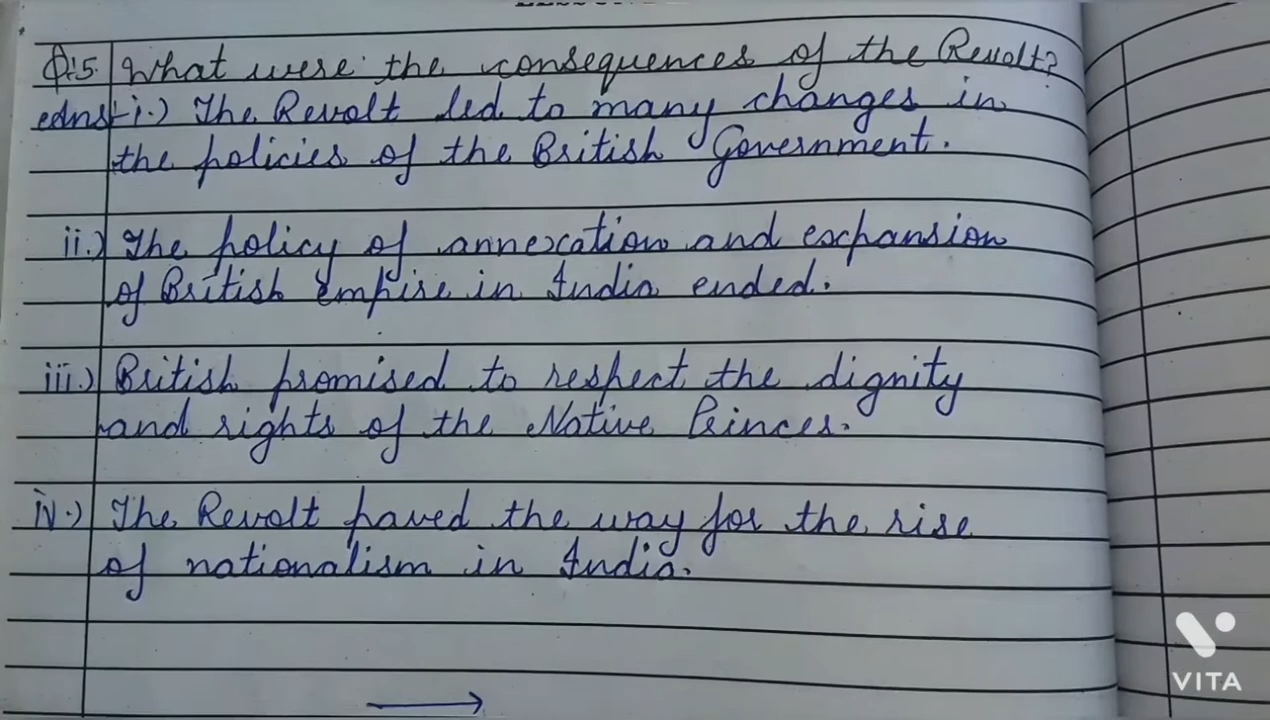 Q.5. What were the consequences of the Revolt?
Ans:- i.) The Revolt led to many changes in
the policies of the British Government.
ii.) The policy of annexation and expansion
of British Empire in India ended.
iii.) British promised to respect the dignity
and rights of the Native Princes.
iv.) The Revolt paved the way for the rise
of nationalism in India.
VITA